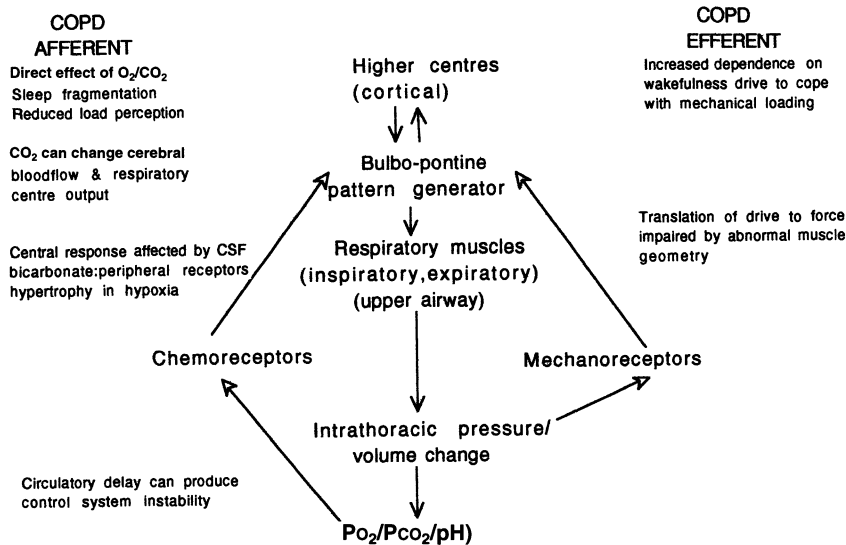 COPD
AFFERENT
Direct effect of O₂/CO₂
Sleep fragmentation
Reduced load perception
CO₂ can change cerebral
bloodflow & respiratory
centre output
Central response affected by CSF
bicarbonate:peripheral receptors
hypertrophy in hypoxia
Circulatory delay can produce
control system instability
Higher centres
(cortical)
Bulbo-pontine
pattern generator
Respiratory muscles
(inspiratory,expiratory)
(upper airway)
Chemoreceptors
Mechanoreceptors
Intrathoracic pressure/
volume change
PO₂/PCO₂/pH)
COPD
EFFERENT
Increased dependence on
wakefulness drive to cope
with mechanical loading
Translation of drive to force
impaired by abnormal muscle
geometry